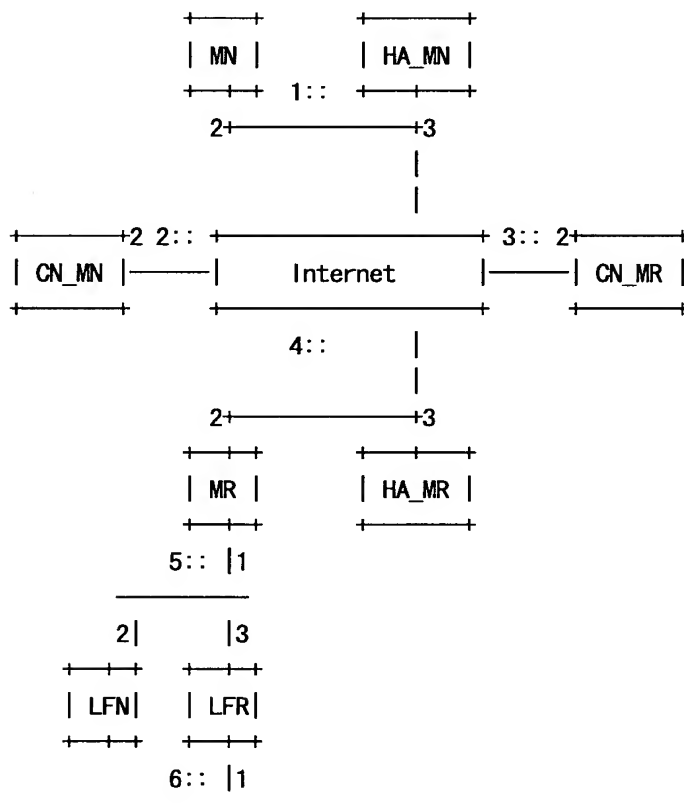 MN HA_MN
1::
2 3
2 2:: 3:: 2
CN_MN Internet CN_MR
4::
2 3
MR HA_MR
5:: 1
2 3
LFN LFR
6:: 1